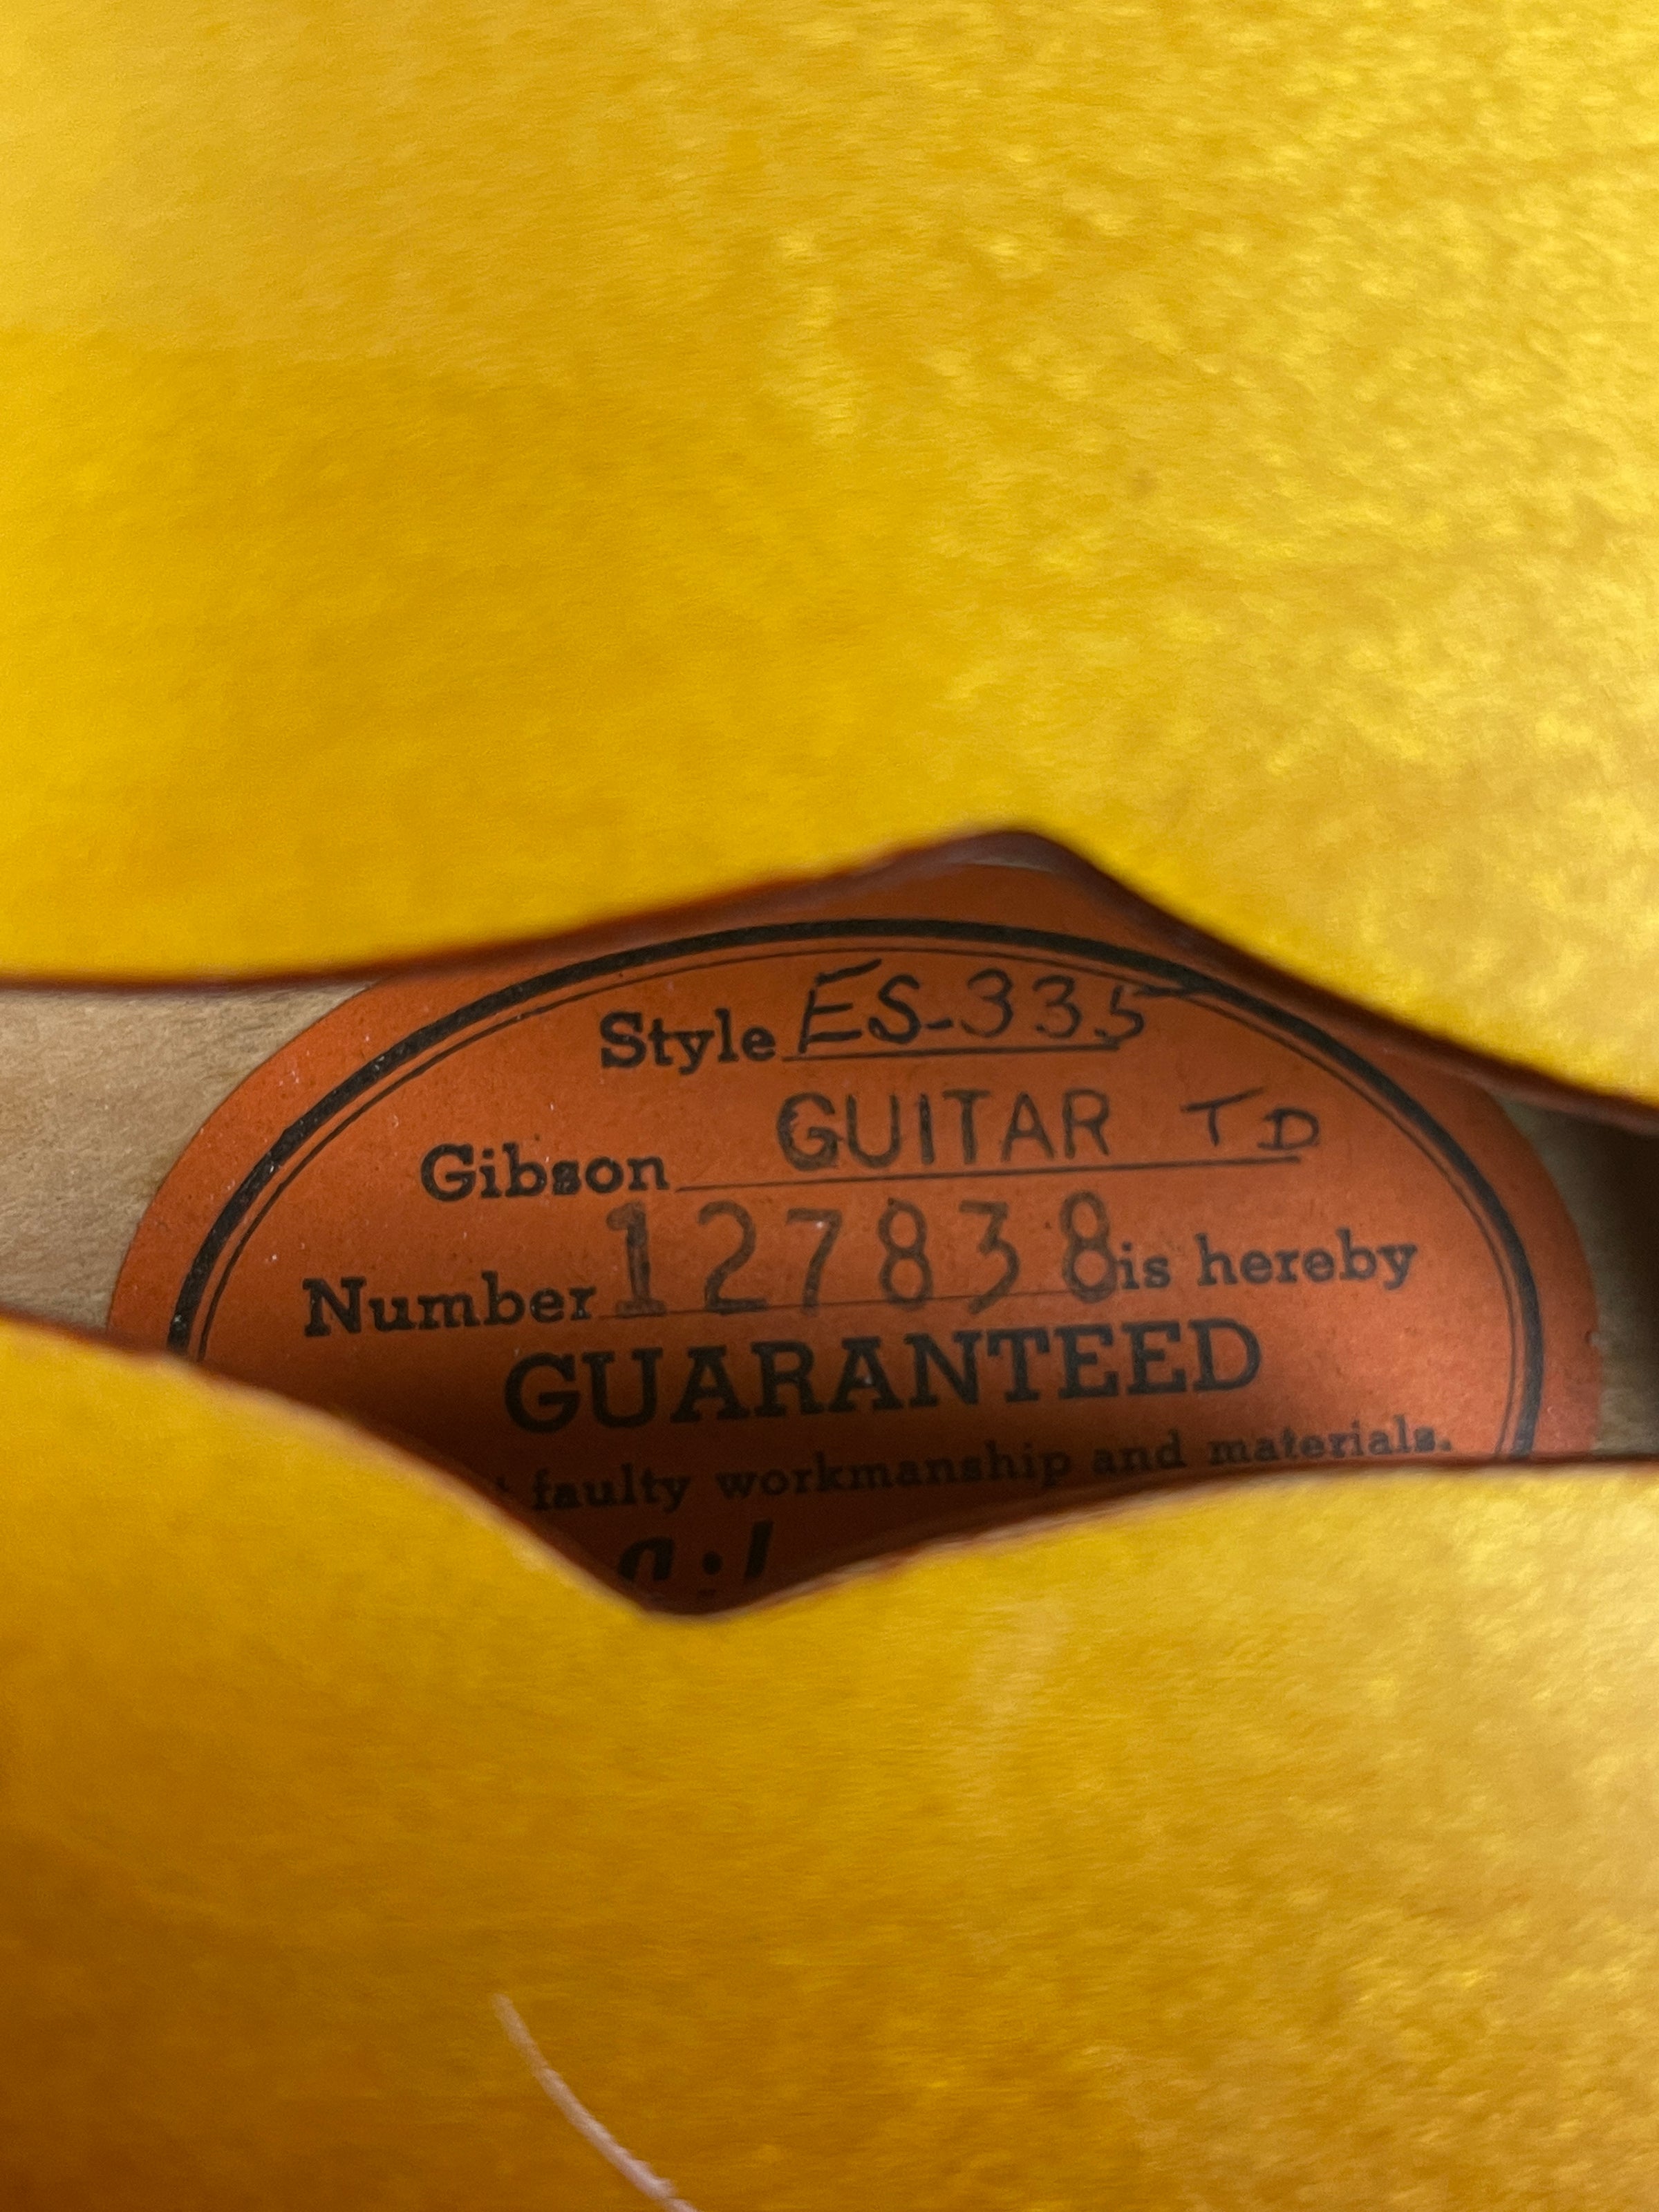 Style ES-335
Gibson GUITAR TD
Number 127838 is hereby
GUARANTEED
faulty workmanship and materials.